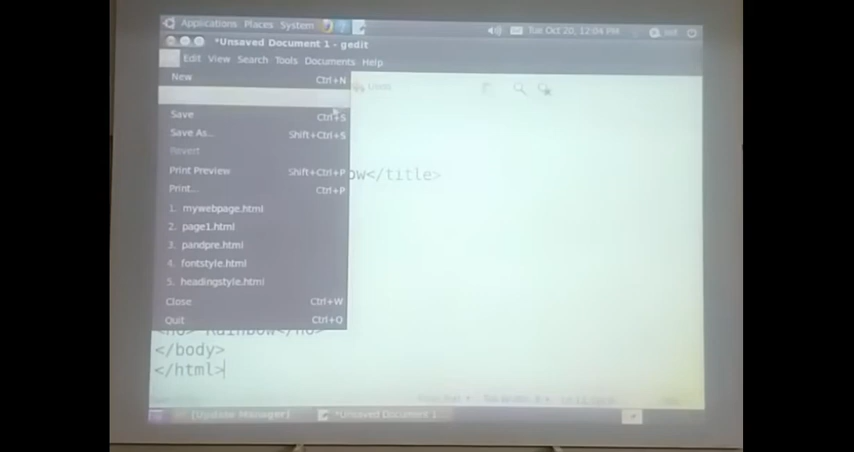 Applications Places System Tue Oct 20, 12:04 PM
*Unsaved Document 1 - gedit
Edit View Search Tools Documents Help
New Ctrl+N
Undo
Save Ctrl+S
Save As... Shift+Ctrl+S
Revert
Print Preview Shift+Ctrl+P
ow</title>
Print... Ctrl+P
1. mywebpage.html
2. page1.html
3. pandpre.html
4. fontstyle.html
5. headingstyle.html
Close Ctrl+W
Quit Ctrl+Q
Rainbow
</body>
</html>
[Update Manager] *Unsaved Document 1